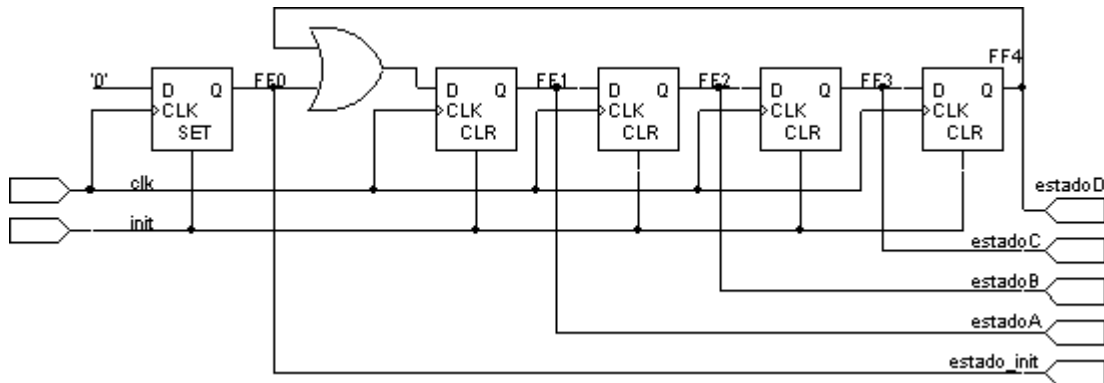 FF4
'0' D Q FF0 D Q FF1 D Q FF2 D Q FF3 D Q
CLK CLK CLK CLK CLK
SET CLR CLR CLR CLR
clk
estadoD
init
estadoC
estadoB
estadoA
estado_init